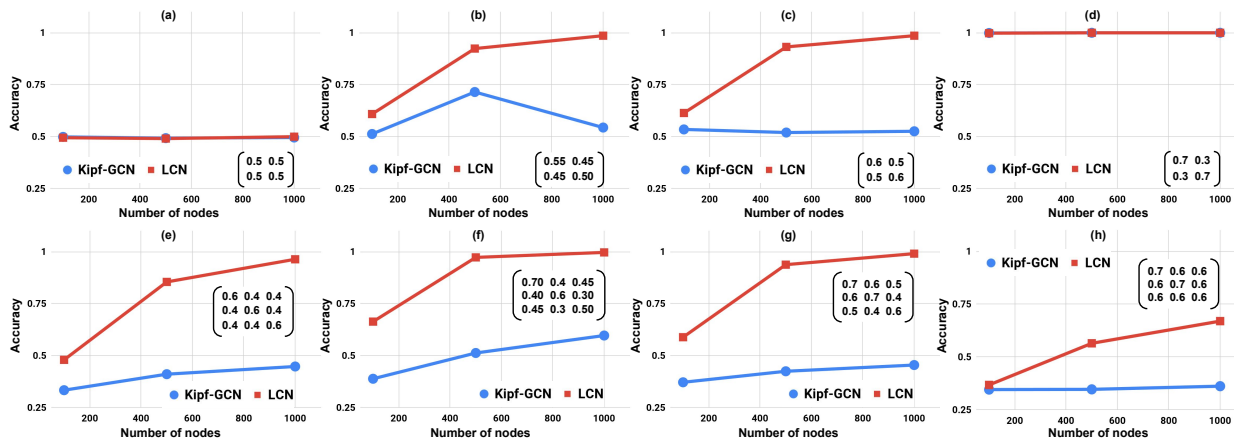 (a)
Accuracy
1
0.75
0.5
0.25
Kipf-GCN LCN
0.5 0.5
0.5 0.5
200 400 600 800 1000
Number of nodes
(b)
Accuracy
1
0.75
0.5
0.25
Kipf-GCN LCN
0.55 0.45
0.45 0.50
200 400 600 800 1000
Number of nodes
(c)
Accuracy
1
0.75
0.5
0.25
Kipf-GCN LCN
0.6 0.5
0.5 0.6
200 400 600 800 1000
Number of nodes
(d)
Accuracy
1
0.75
0.5
0.25
Kipf-GCN LCN
0.7 0.3
0.3 0.7
200 400 600 800 1000
Number of nodes
(e)
Accuracy
1
0.75
0.5
0.25
0.6 0.4 0.4
0.4 0.6 0.4
0.4 0.4 0.6
Kipf-GCN LCN
200 400 600 800 1000
Number of nodes
(f)
Accuracy
1
0.75
0.5
0.25
0.70 0.4 0.45
0.40 0.6 0.30
0.45 0.3 0.50
Kipf-GCN LCN
200 400 600 800 1000
Number of nodes
(g)
Accuracy
1
0.75
0.5
0.25
0.7 0.6 0.5
0.6 0.7 0.4
0.5 0.4 0.6
Kipf-GCN LCN
200 400 600 800 1000
Number of nodes
(h)
Accuracy
1
0.75
0.5
0.25
Kipf-GCN LCN
0.7 0.6 0.6
0.6 0.7 0.6
0.6 0.6 0.6
200 400 600 800 1000
Number of nodes